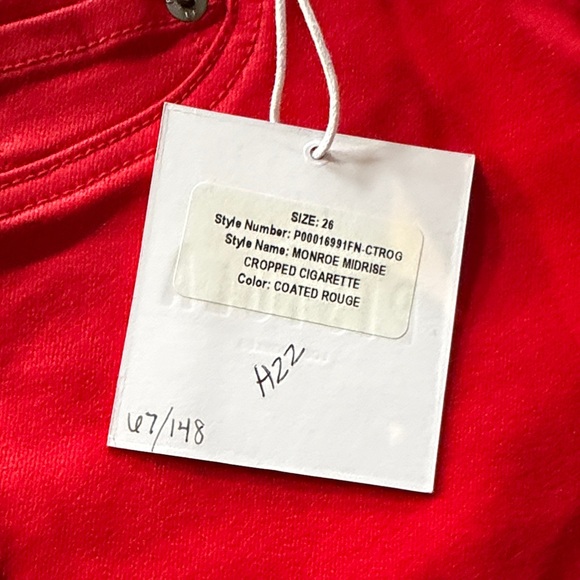 SIZE: 26
Style Number: P00016991FN-CTROG
Style Name: MONROE MIDRISE
CROPPED CIGARETTE
Color: COATED ROUGE
H22
67/148